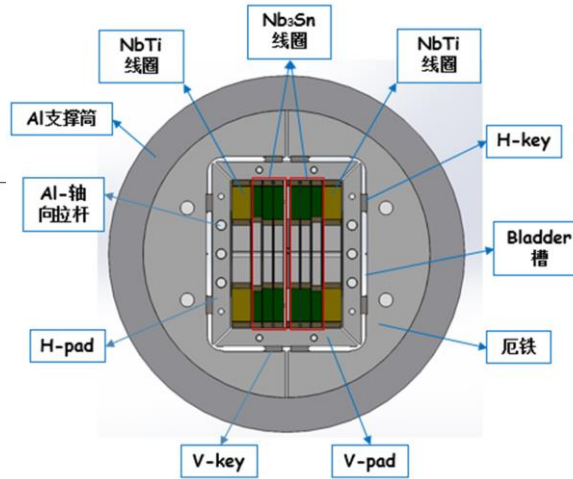 Nb₃Sn
线圈
NbTi
线圈
NbTi
线圈
Al支撑筒
H-key
Al-轴
向拉杆
Bladder
槽
H-pad
厄铁
V-key
V-pad